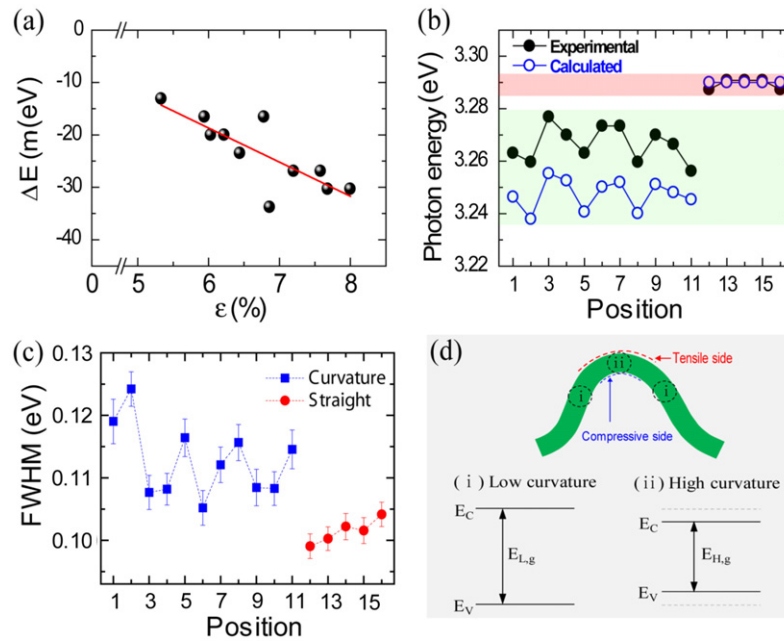 (a)
0
-10
-20
-30
-40
ΔE (m(eV)
0 5 6 7 8
ε(%)
(b)
3.30
3.28
3.26
3.24
3.22
Photon energy(eV)
Experimental
Calculated
1 3 5 7 9 11 13 15
Position
(c)
0.13
0.12
0.11
0.10
FWHM (eV)
Curvature
Straight
1 3 5 7 9 11 13 15
Position
(d)
Tensile side
ii
i i
Compressive side
(i) Low curvature (ii) High curvature
E_C E_C
E_L,g E_H,g
E_V E_V